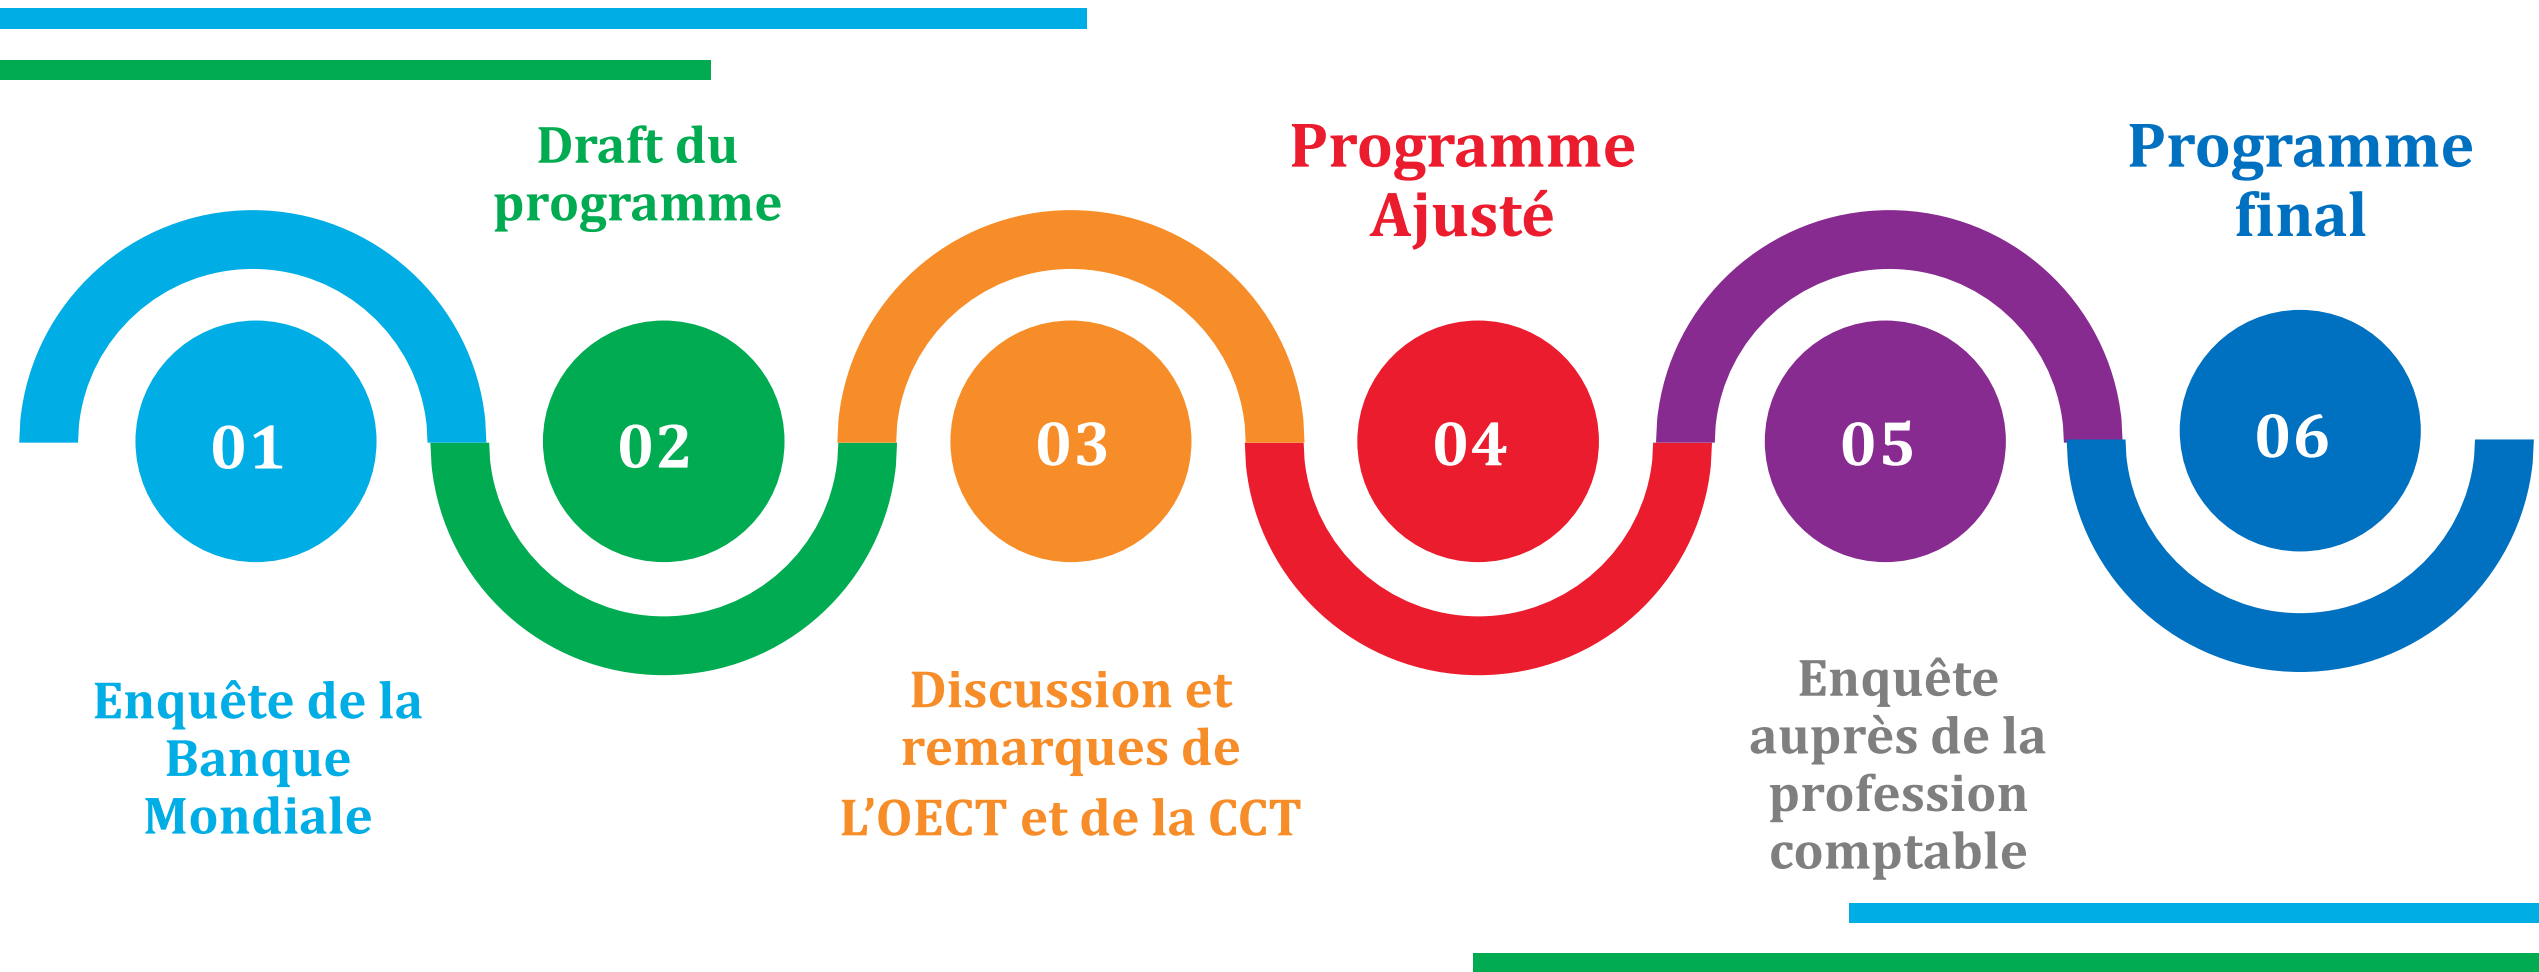 Draft du
programme
Programme
Ajusté
Programme
final
01
02
03
04
05
06
Enquête de la
Banque
Mondiale
Discussion et
remarques de
L’OECT et de la CCT
Enquête
auprès de la
profession
comptable